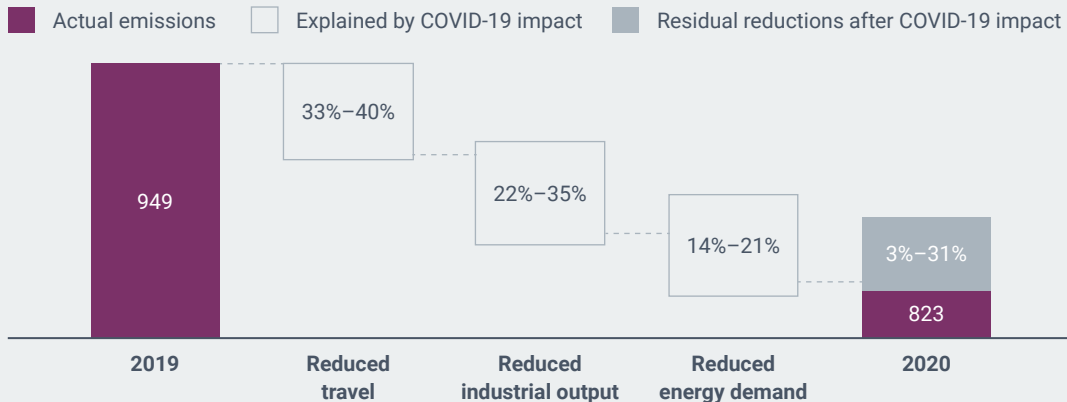 Actual emissions
Explained by COVID-19 impact
Residual reductions after COVID-19 impact
33%–40%
949
22%–35%
14%–21%
3%–31%
823
2019
Reduced
travel
Reduced
industrial output
Reduced
energy demand
2020